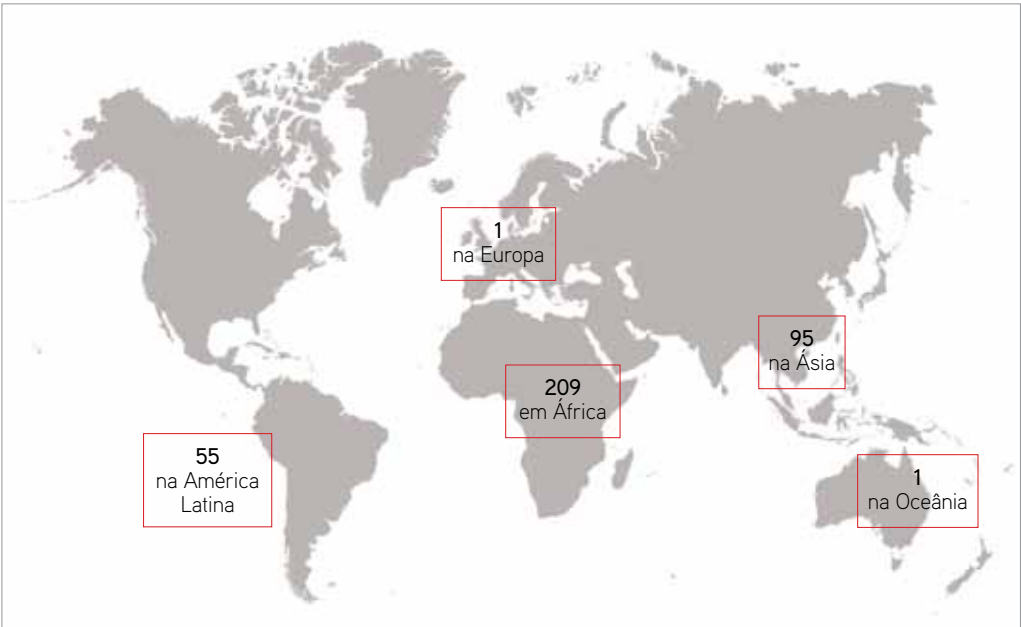 1
na Europa
95
na Ásia
209
em África
55
na América
Latina
1
na Oceânia